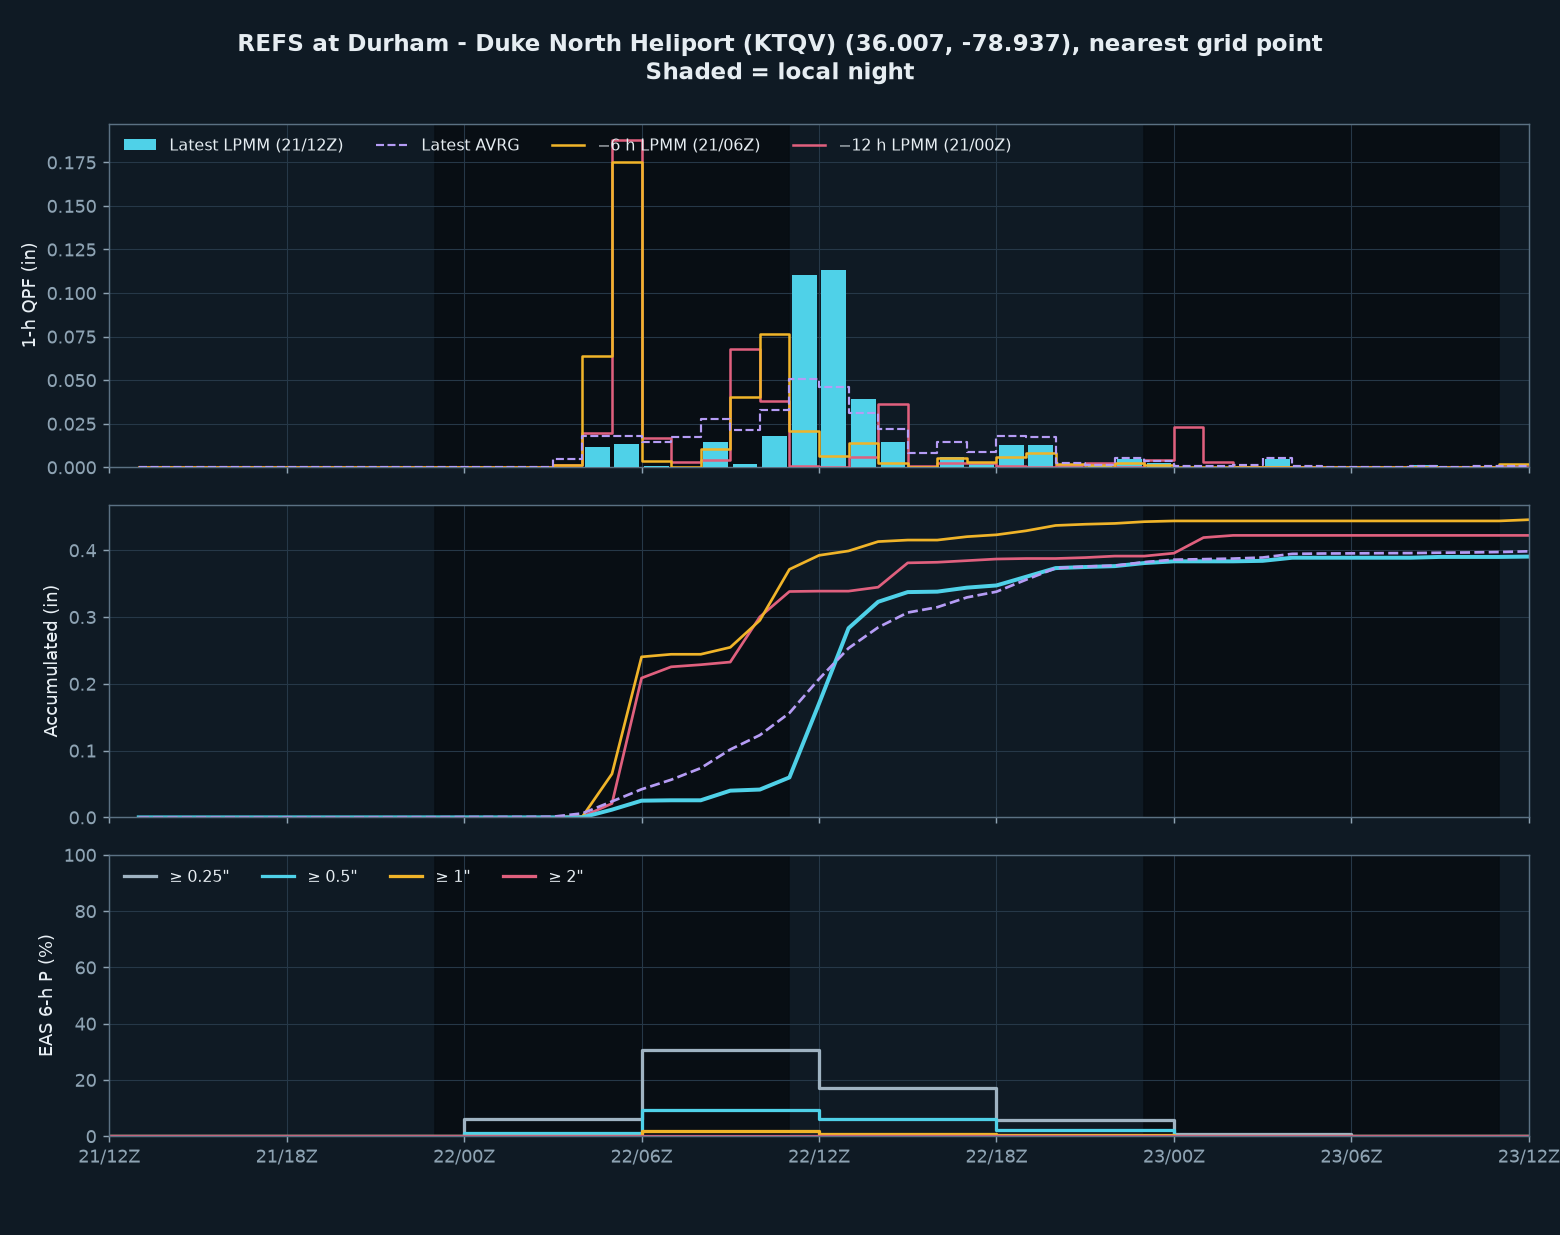 REFS at Durham - Duke North Heliport (KTQV) (36.007, -78.937), nearest grid point
Shaded = local night
Latest LPMM (21/12Z) Latest AVRG −6 h LPMM (21/06Z) −12 h LPMM (21/00Z)
1-h QPF (in)
0.175
0.150
0.125
0.100
0.075
0.050
0.025
0.000
Accumulated (in)
0.4
0.3
0.2
0.1
0.0
≥ 0.25" ≥ 0.5" ≥ 1" ≥ 2"
EAS 6-h P (%)
100
80
60
40
20
0
21/12Z 21/18Z 22/00Z 22/06Z 22/12Z 22/18Z 23/00Z 23/06Z 23/12Z